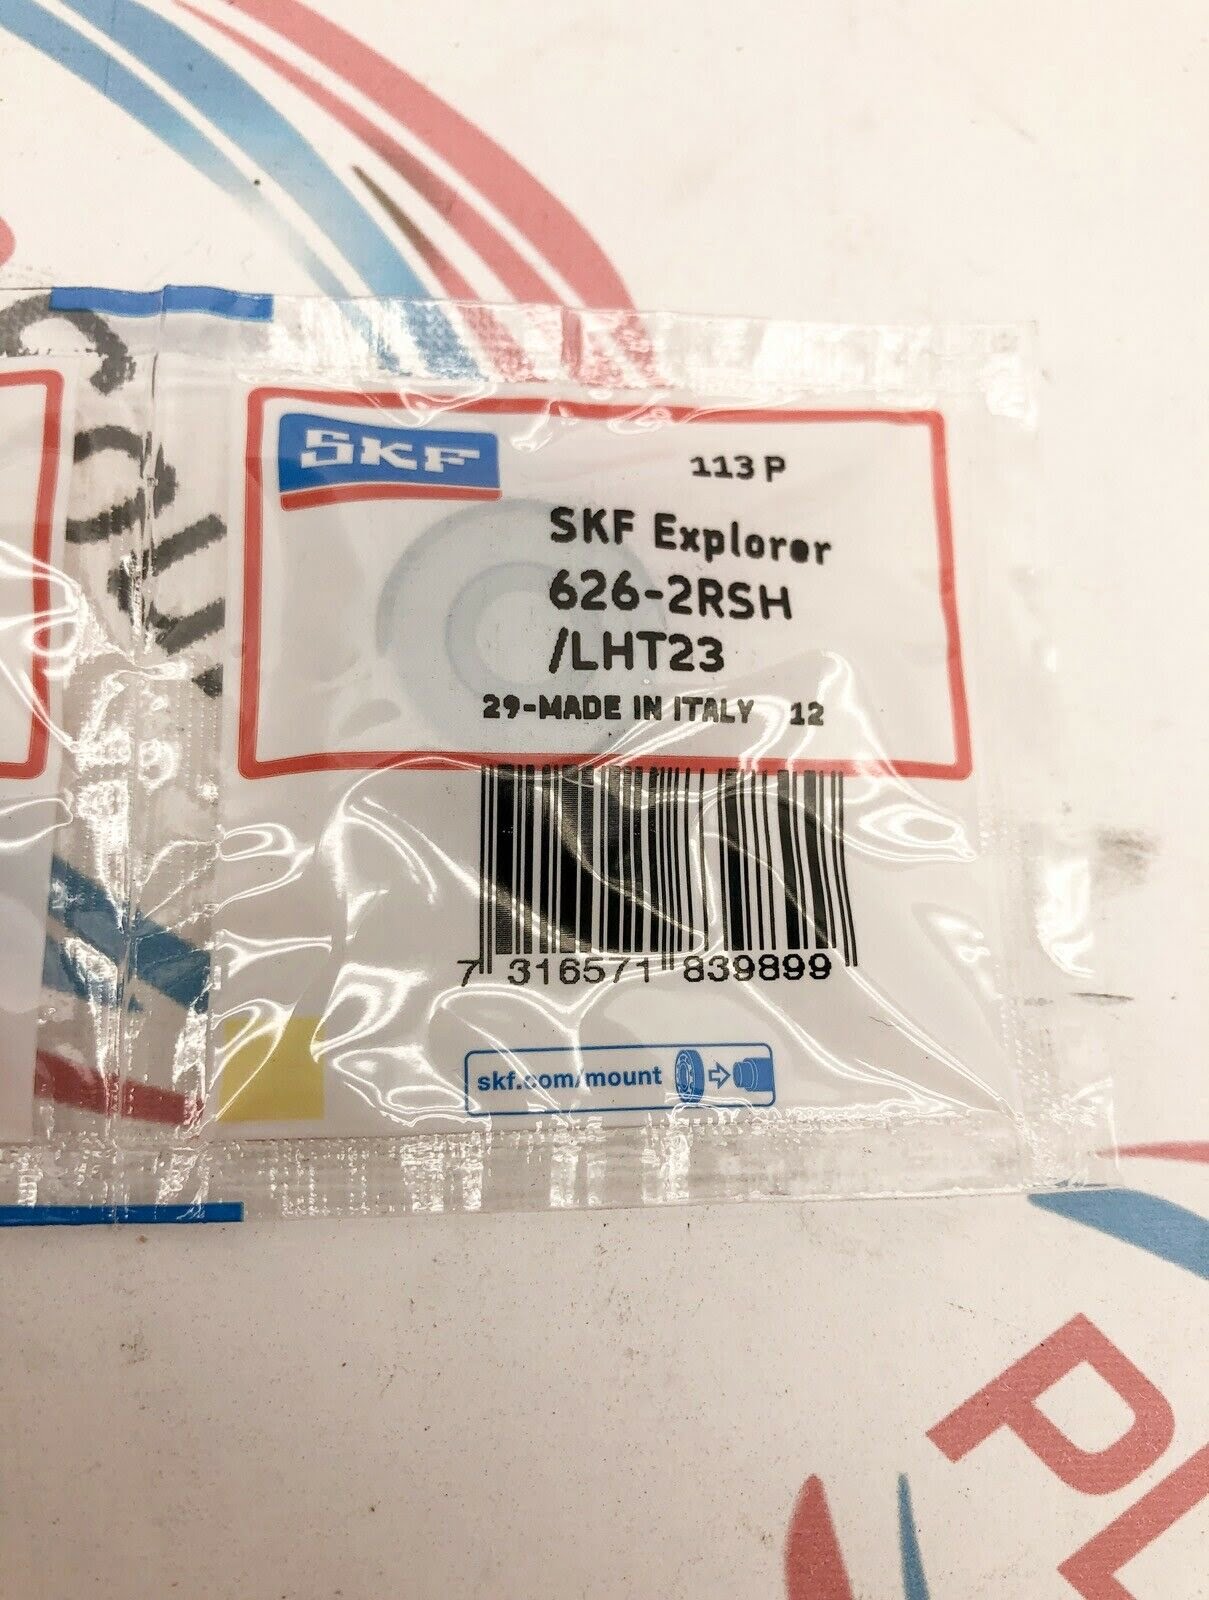 SKF
113 P
SKF Explorer
626-2RSH
/LHT23
29-MADE IN ITALY 12
7 316571 839899
skf.com/mount